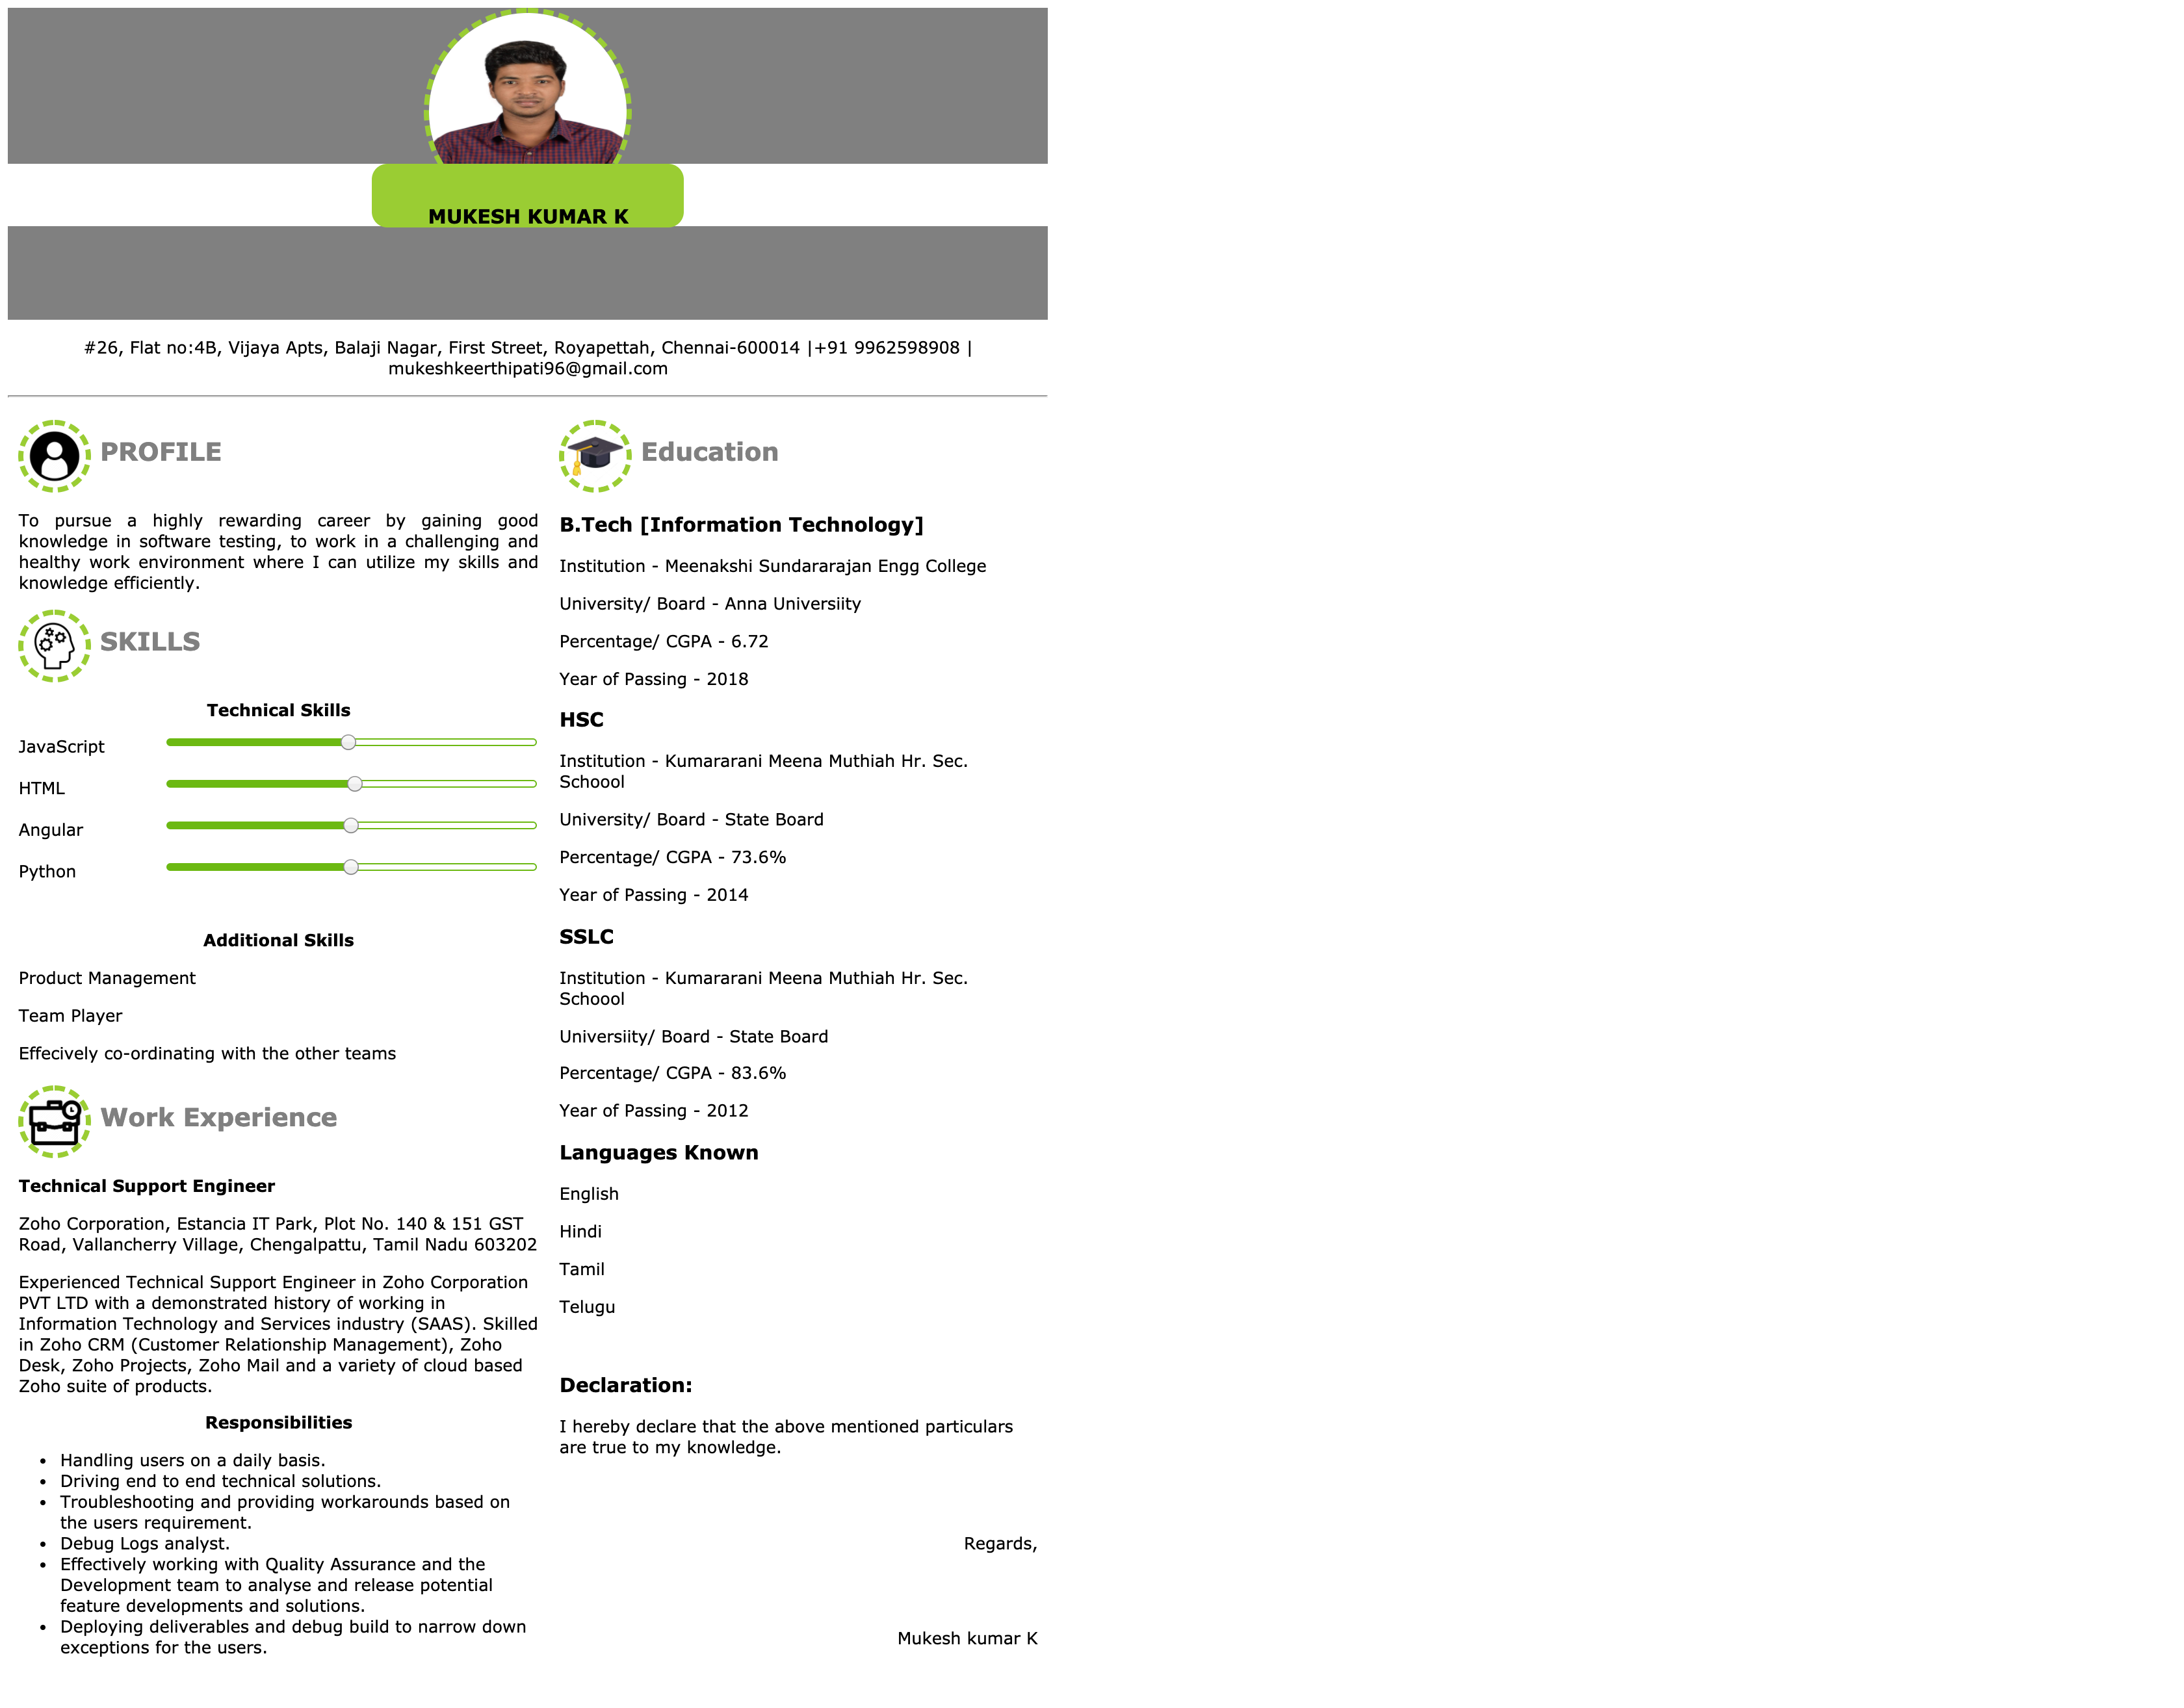 MUKESH KUMAR K
#26, Flat no:4B, Vijaya Apts, Balaji Nagar, First Street, Royapettah, Chennai-600014 |+91 9962598908 |
mukeshkeerthipati96@gmail.com
PROFILE
To pursue a highly rewarding career by gaining good
knowledge in software testing, to work in a challenging and
healthy work environment where I can utilize my skills and
knowledge efficiently.
SKILLS
Technical Skills
JavaScript
HTML
Angular
Python
Additional Skills
Product Management
Team Player
Effecively co-ordinating with the other teams
Work Experience
Technical Support Engineer
Zoho Corporation, Estancia IT Park, Plot No. 140 & 151 GST
Road, Vallancherry Village, Chengalpattu, Tamil Nadu 603202
Experienced Technical Support Engineer in Zoho Corporation
PVT LTD with a demonstrated history of working in
Information Technology and Services industry (SAAS). Skilled
in Zoho CRM (Customer Relationship Management), Zoho
Desk, Zoho Projects, Zoho Mail and a variety of cloud based
Zoho suite of products.
Responsibilities
• Handling users on a daily basis.
• Driving end to end technical solutions.
• Troubleshooting and providing workarounds based on
the users requirement.
• Debug Logs analyst.
• Effectively working with Quality Assurance and the
Development team to analyse and release potential
feature developments and solutions.
• Deploying deliverables and debug build to narrow down
exceptions for the users.
Education
B.Tech [Information Technology]
Institution - Meenakshi Sundararajan Engg College
University/ Board - Anna Universiity
Percentage/ CGPA - 6.72
Year of Passing - 2018
HSC
Institution - Kumararani Meena Muthiah Hr. Sec.
Schoool
University/ Board - State Board
Percentage/ CGPA - 73.6%
Year of Passing - 2014
SSLC
Institution - Kumararani Meena Muthiah Hr. Sec.
Schoool
Universiity/ Board - State Board
Percentage/ CGPA - 83.6%
Year of Passing - 2012
Languages Known
English
Hindi
Tamil
Telugu
Declaration:
I hereby declare that the above mentioned particulars
are true to my knowledge.
Regards,
Mukesh kumar K